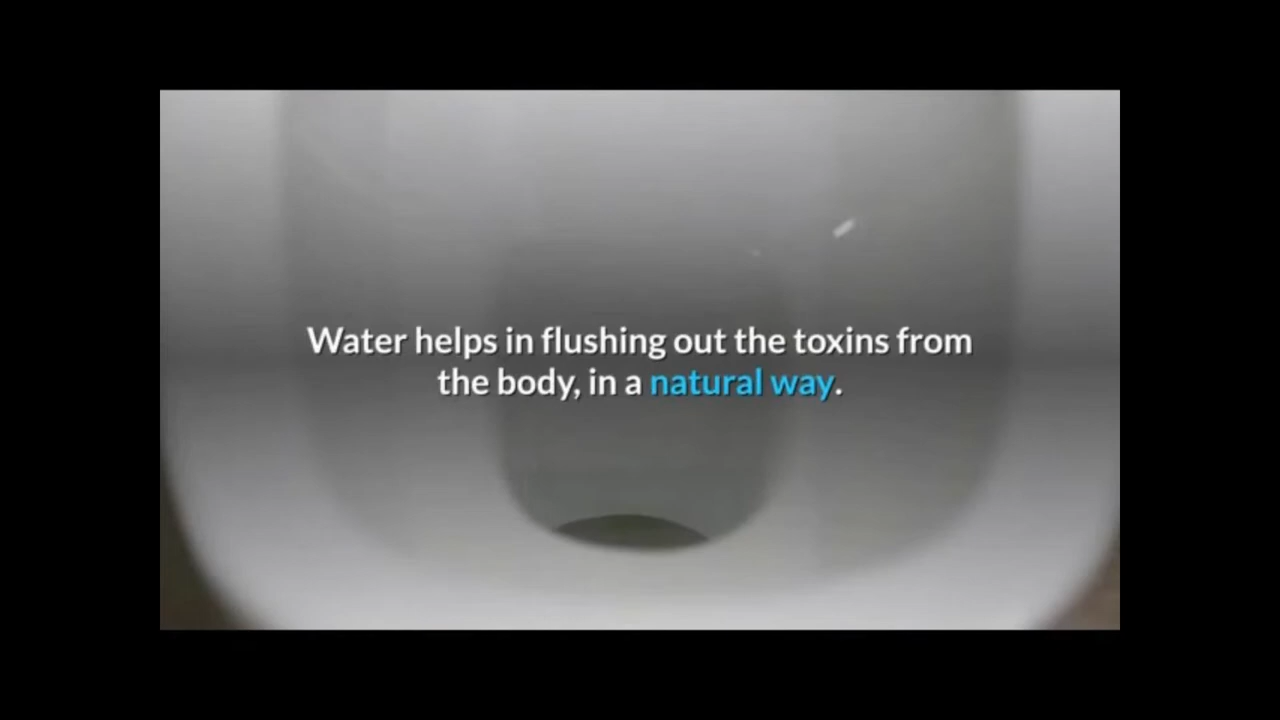 Water helps in flushing out the toxins from
the body, in a natural way.